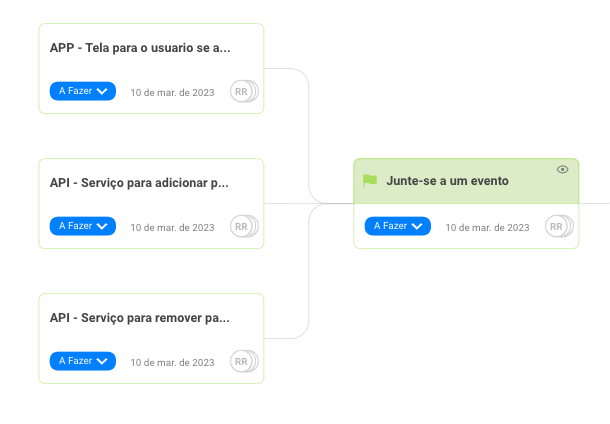 APP - Tela para o usuario se a...
A Fazer 10 de mar. de 2023 RR
API - Serviço para adicionar p...
A Fazer 10 de mar. de 2023 RR
Junte-se a um evento
A Fazer 10 de mar. de 2023 RR
API - Serviço para remover pa...
A Fazer 10 de mar. de 2023 RR